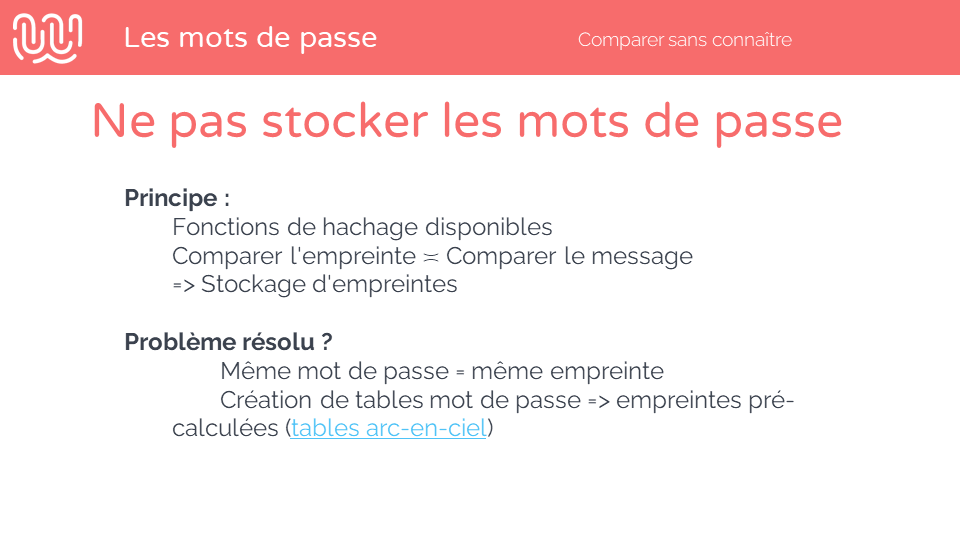 Les mots de passe
Comparer sans connaître
Ne pas stocker les mots de passe
Principe :
Fonctions de hachage disponibles
Comparer l'empreinte ≍ Comparer le message
=> Stockage d'empreintes
Problème résolu ?
Même mot de passe = même empreinte
Création de tables mot de passe => empreintes pré-
calculées (tables arc-en-ciel)